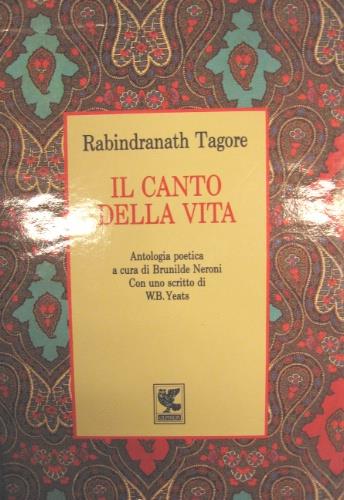 Rabindranath Tagore
IL CANTO
DELLA VITA
Antologia poetica
a cura di Brunilde Neroni
Con uno scritto di
W.B. Yeats